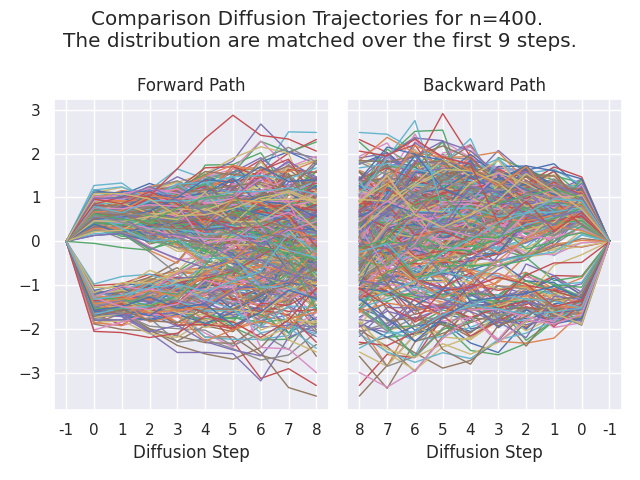 Comparison Diffusion Trajectories for n=400.
The distribution are matched over the first 9 steps.
Forward Path
Backward Path
3
2
1
0
−1
−2
−3
-1 0 1 2 3 4 5 6 7 8
8 7 6 5 4 3 2 1 0 -1
Diffusion Step
Diffusion Step